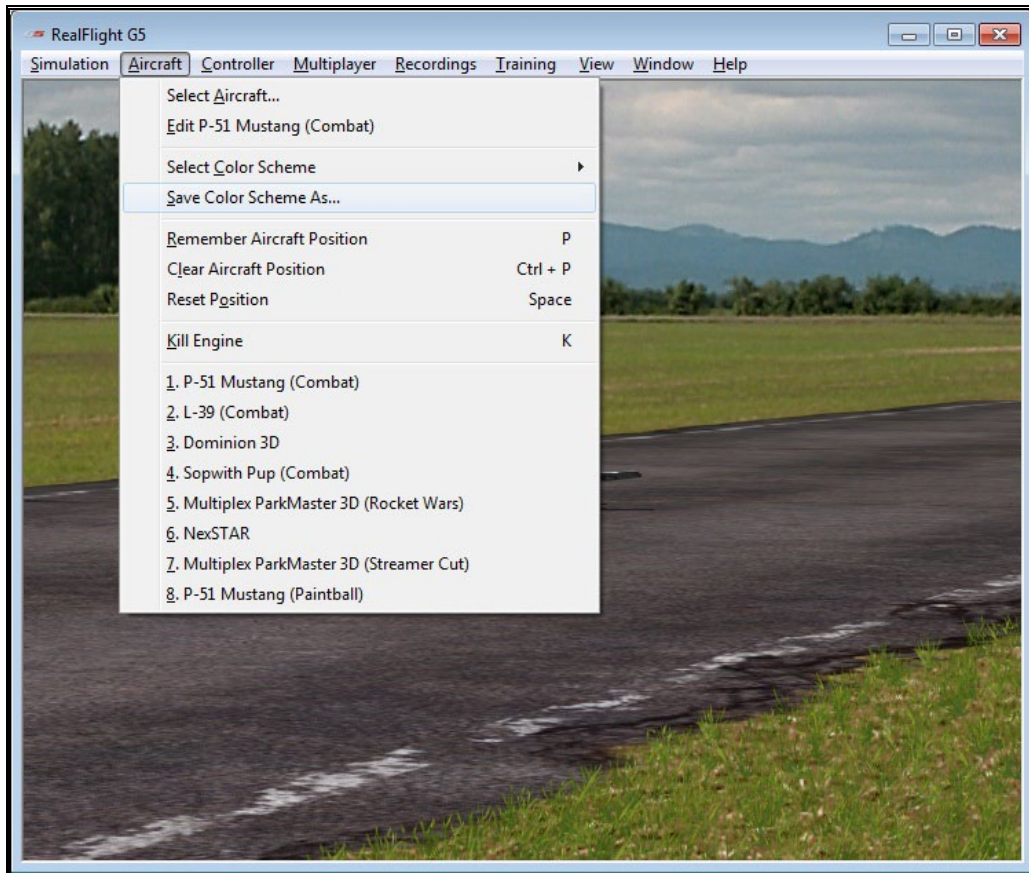 RealFlight G5
Simulation Aircraft Controller Multiplayer Recordings Training View Window Help
Select Aircraft...
Edit P-51 Mustang (Combat)
Select Color Scheme
Save Color Scheme As...
Remember Aircraft Position P
Clear Aircraft Position Ctrl + P
Reset Position Space
Kill Engine K
1. P-51 Mustang (Combat)
2. L-39 (Combat)
3. Dominion 3D
4. Sopwith Pup (Combat)
5. Multiplex ParkMaster 3D (Rocket Wars)
6. NexSTAR
7. Multiplex ParkMaster 3D (Streamer Cut)
8. P-51 Mustang (Paintball)